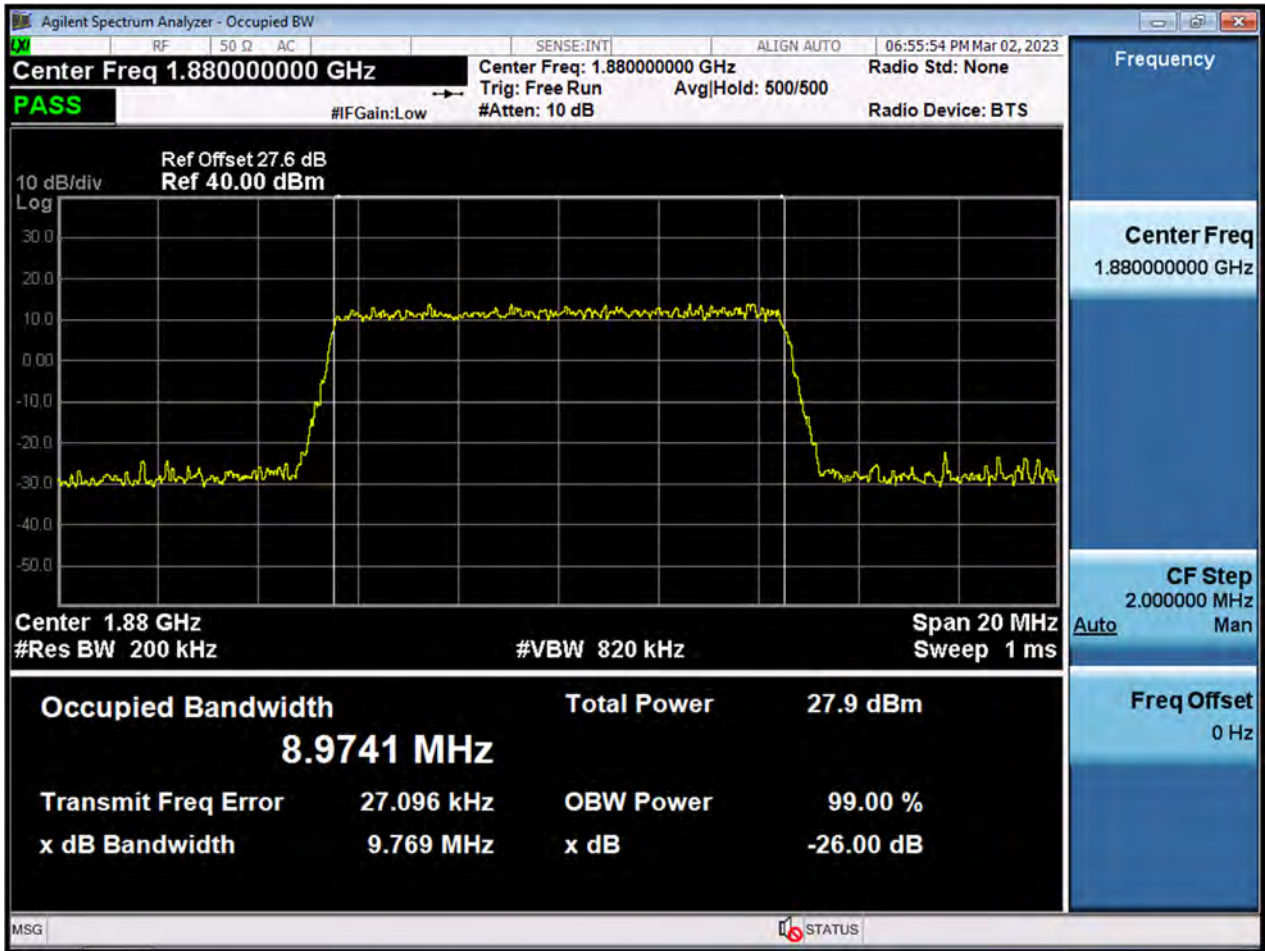 Agilent Spectrum Analyzer - Occupied BW
LXI RF 50 Ω AC SENSE:INT ALIGN AUTO 06:55:54 PM Mar 02, 2023
Center Freq 1.880000000 GHz
Center Freq: 1.880000000 GHz Radio Std: None
Trig: Free Run Avg|Hold: 500/500
PASS #IFGain:Low #Atten: 10 dB Radio Device: BTS
Ref Offset 27.6 dB
10 dB/div Ref 40.00 dBm
Log
30.0
20.0
10.0
0.00
-10.0
-20.0
-30.0
-40.0
-50.0
Center 1.88 GHz Span 20 MHz
#Res BW 200 kHz #VBW 820 kHz Sweep 1 ms
Occupied Bandwidth Total Power 27.9 dBm
8.9741 MHz
Transmit Freq Error 27.096 kHz OBW Power 99.00 %
x dB Bandwidth 9.769 MHz x dB -26.00 dB
MSG STATUS
Frequency
Center Freq
1.880000000 GHz
CF Step
2.000000 MHz
Auto Man
Freq Offset
0 Hz